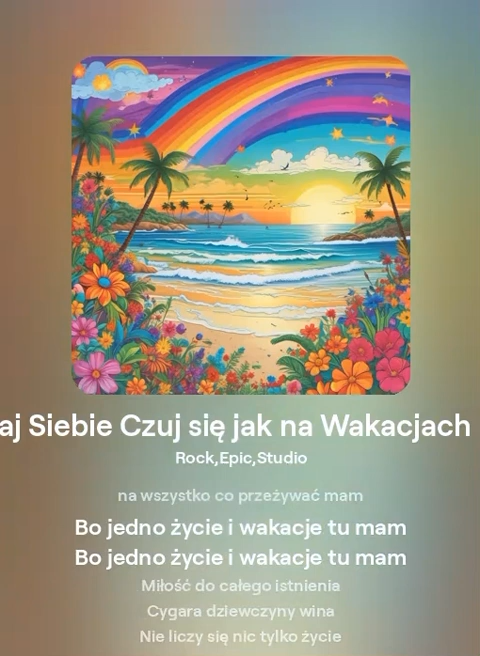 aj Siebie Czuj się jak na Wakacjach
Rock,Epic,Studio
na wszystko co przeżywać mam
Bo jedno życie i wakacje tu mam
Bo jedno życie i wakacje tu mam
Miłość do całego istnienia
Cygara dziewczyny wina
Nie liczy się nic tylko życie